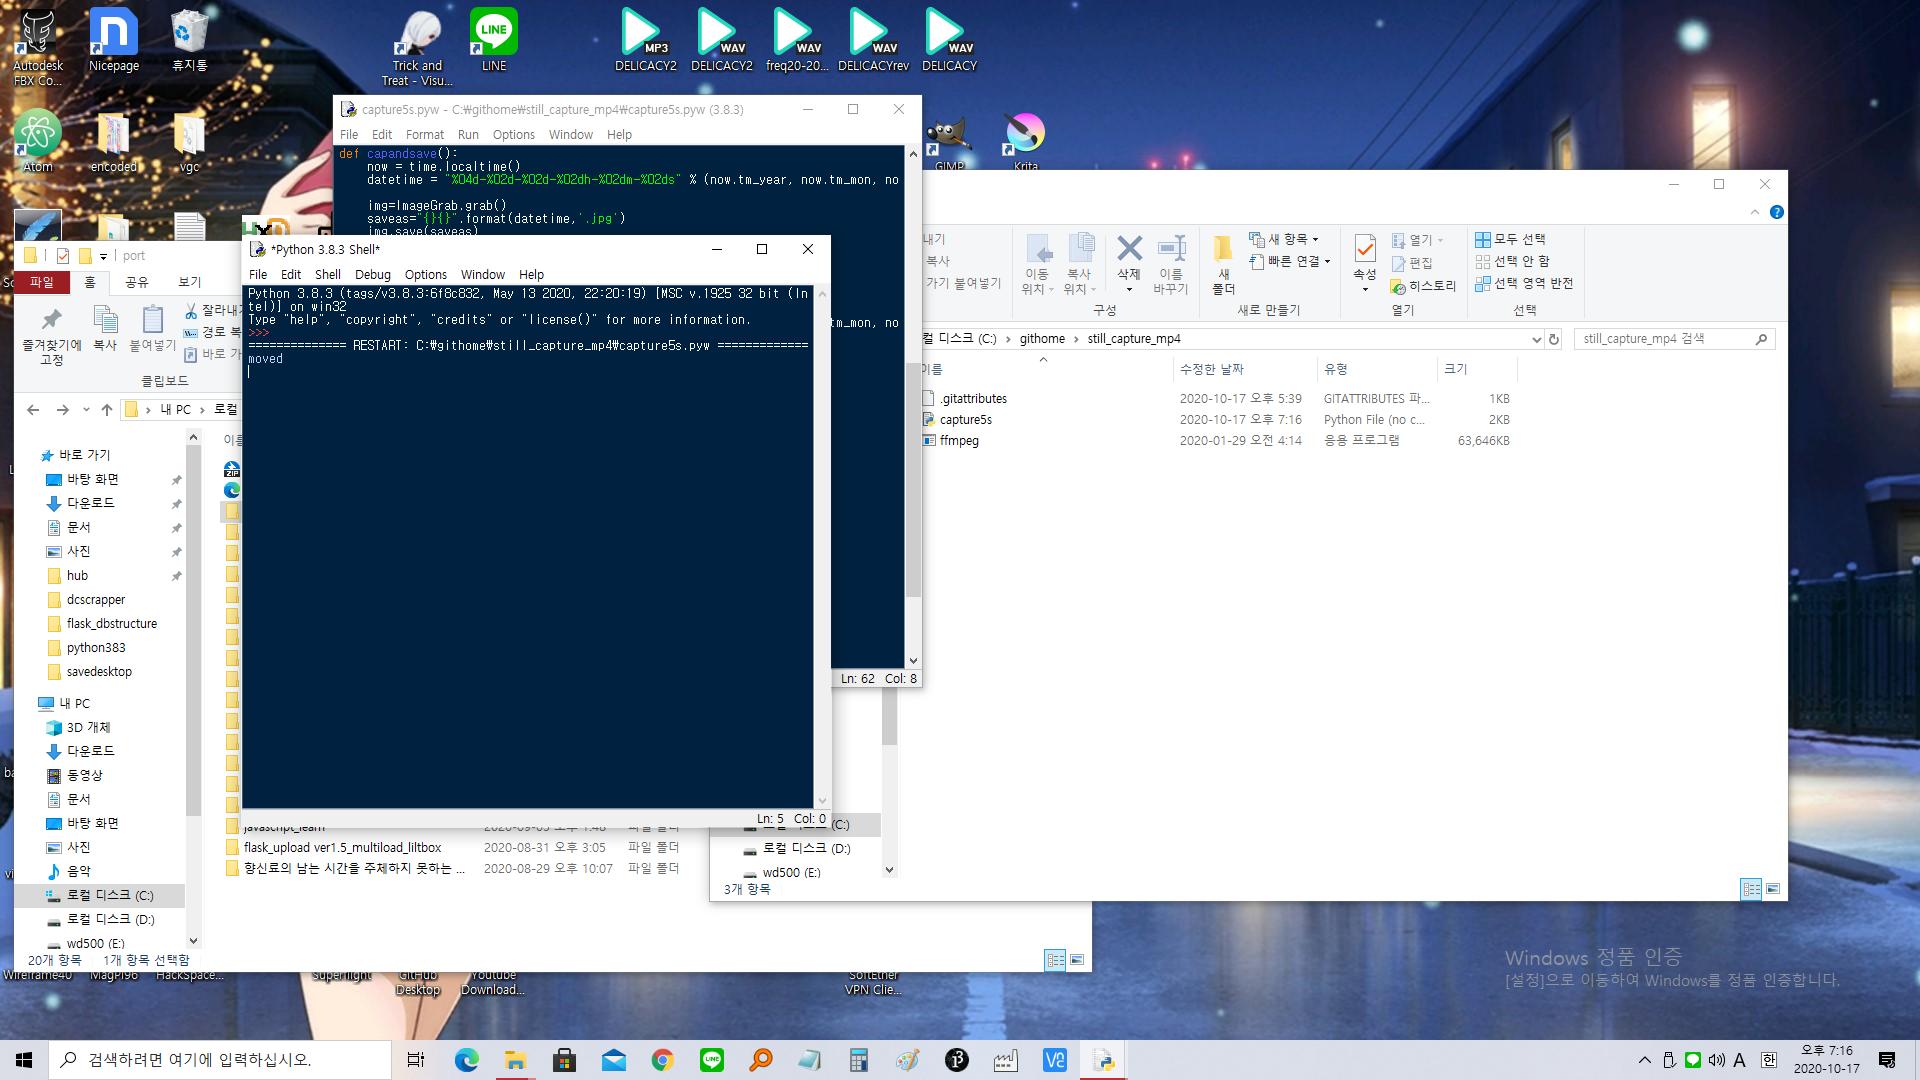 Autodesk
FBX Co...
Nicepage
휴지통
Trick and
Treat - Visu...
LINE
DELICACY2
DELICACY2
freq20-20...
DELICACYrev
DELICACY
MP3
WAV
WAV
WAV
WAV
Atom
encoded
vgc
GIMP
Krita
capture5s.pyw - C:₩githome₩still_capture_mp4₩capture5s.pyw (3.8.3)
File Edit Format Run Options Window Help
def capandsave():
now = time.localtime()
datetime = "%04d-%02d-%02d-%02dh-%02dm-%02ds" % (now.tm_year, now.tm_mon, no
img=ImageGrab.grab()
saveas="{}{}".format(datetime,'.jpg')
img.save(saveas)
tm_mon, no
Ln: 62 Col: 8
*Python 3.8.3 Shell*
File Edit Shell Debug Options Window Help
Python 3.8.3 (tags/v3.8.3:6f8c832, May 13 2020, 22:20:19) [MSC v.1925 32 bit (In
tel)] on win32
Type "help", "copyright", "credits" or "license()" for more information.
>>>
============== RESTART: C:₩githome₩still_capture_mp4₩capture5s.pyw =============
moved
Ln: 5 Col: 0
port
파일 홈 공유 보기
즐겨찾기에
고정
복사
붙여넣기
잘라내기
경로 복
바로 가
클립보드
내 PC 로컬
바로 가기
바탕 화면
다운로드
문서
사진
hub
dcscrapper
flask_dbstructure
python383
savedesktop
내 PC
3D 개체
다운로드
동영상
문서
바탕 화면
사진
음악
로컬 디스크 (C:)
로컬 디스크 (D:)
wd500 (E:)
20개 항목 1개 항목 선택함
javascript_learn 2020-09-05 오후 1:48 파일 폴더
flask_upload ver1.5_multiload_liltbox 2020-08-31 오후 3:05 파일 폴더
향신료의 남는 시간을 주체하지 못하는 ... 2020-08-29 오후 10:07 파일 폴더
내기
복사
가기 붙여넣기
이동
위치
복사
위치
삭제
이름
바꾸기
구성
새
폴더
새 항목
빠른 연결
새로 만들기
속성
열기
편집
히스토리
열기
모두 선택
선택 안 함
선택 영역 반전
선택
컬 디스크 (C:) githome still_capture_mp4
still_capture_mp4 검색
이름 수정한 날짜 유형 크기
.gitattributes 2020-10-17 오후 5:39 GITATTRIBUTES 파... 1KB
capture5s 2020-10-17 오후 7:16 Python File (no c... 2KB
ffmpeg 2020-01-29 오전 4:14 응용 프로그램 63,646KB
로컬 디스크 (C:)
로컬 디스크 (D:)
wd500 (E:)
3개 항목
Wireframe40
MagPi96
HackSpace...
Superflight
GitHub
Desktop
Youtube
Download...
SoftEther
VPN Clie...
Windows 정품 인증
[설정]으로 이동하여 Windows를 정품 인증합니다.
검색하려면 여기에 입력하십시오.
A
오후 7:16
2020-10-17